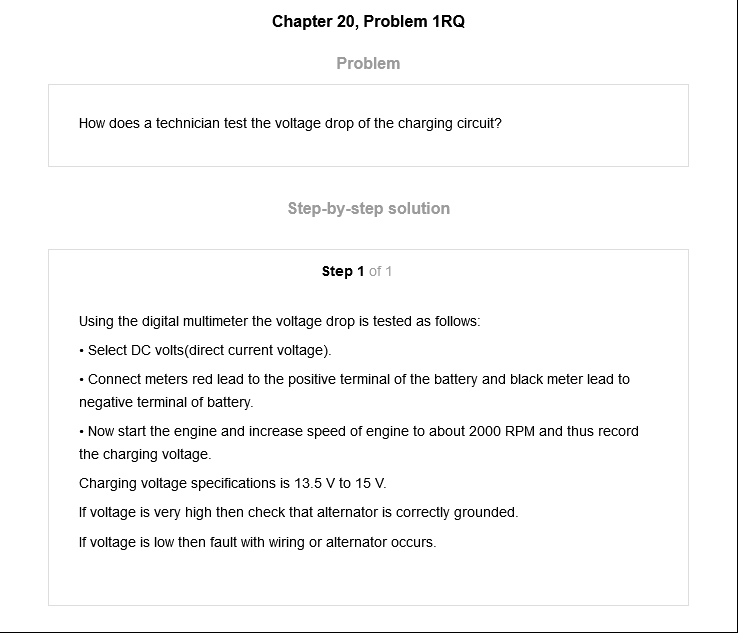 Chapter 20, Problem 1RQ
Problem
How does a technician test the voltage drop of the charging circuit?
Step-by-step solution
Step 1 of 1
Using the digital multimeter the voltage drop is tested as follows:
• Select DC volts(direct current voltage).
• Connect meters red lead to the positive terminal of the battery and black meter lead to
negative terminal of battery.
• Now start the engine and increase speed of engine to about 2000 RPM and thus record
the charging voltage.
Charging voltage specifications is 13.5 V to 15 V.
If voltage is very high then check that alternator is correctly grounded.
If voltage is low then fault with wiring or alternator occurs.